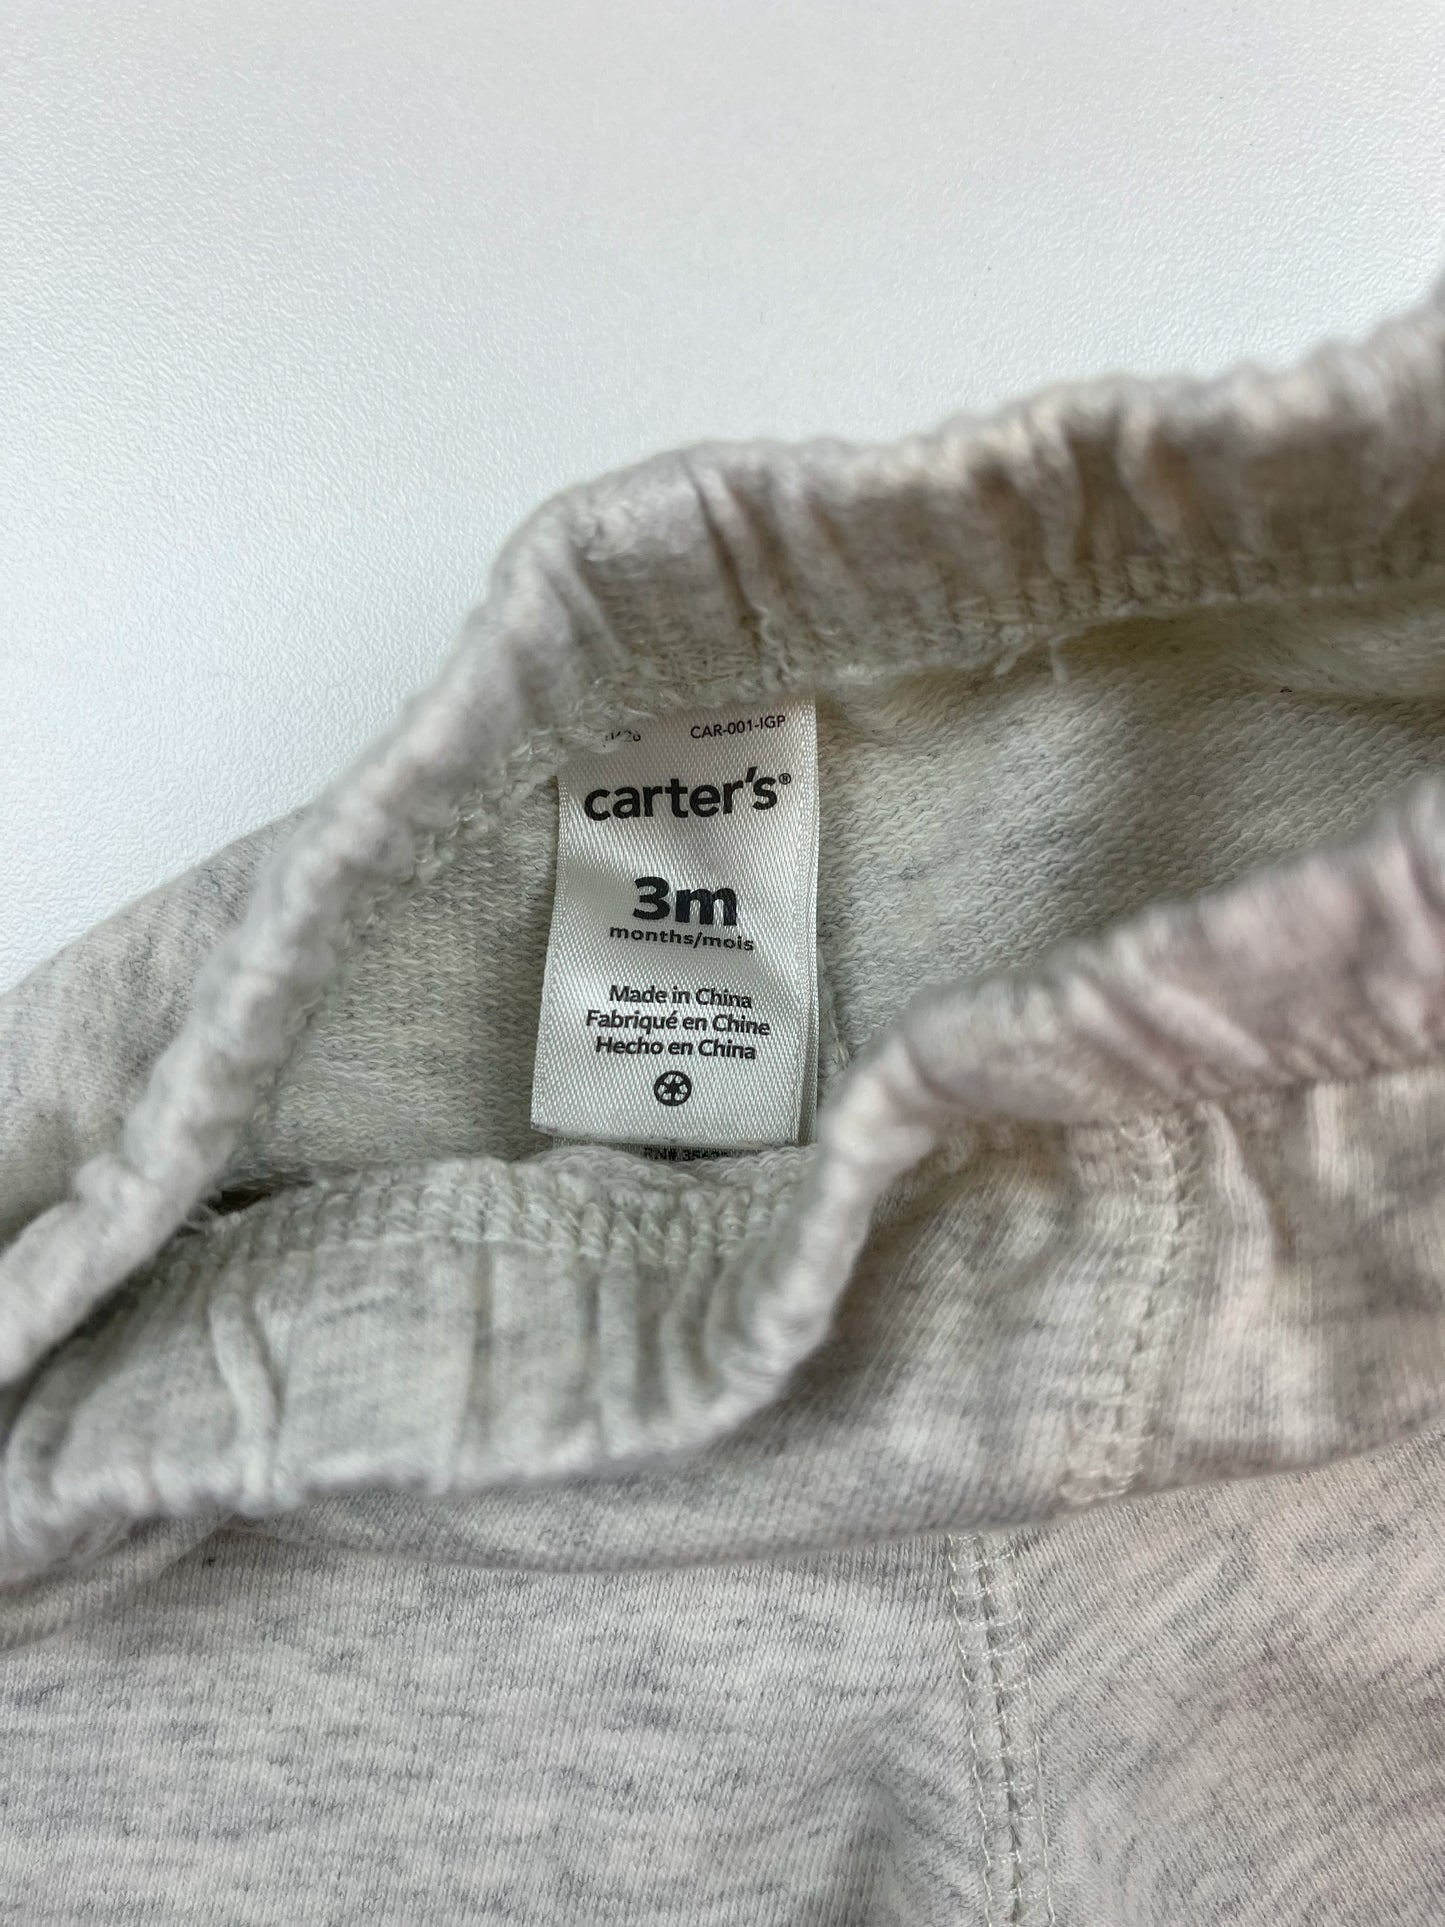 CAR-001-IGP
carter's®
3m
months/mois
Made in China
Fabriqué en Chine
Hecho en China